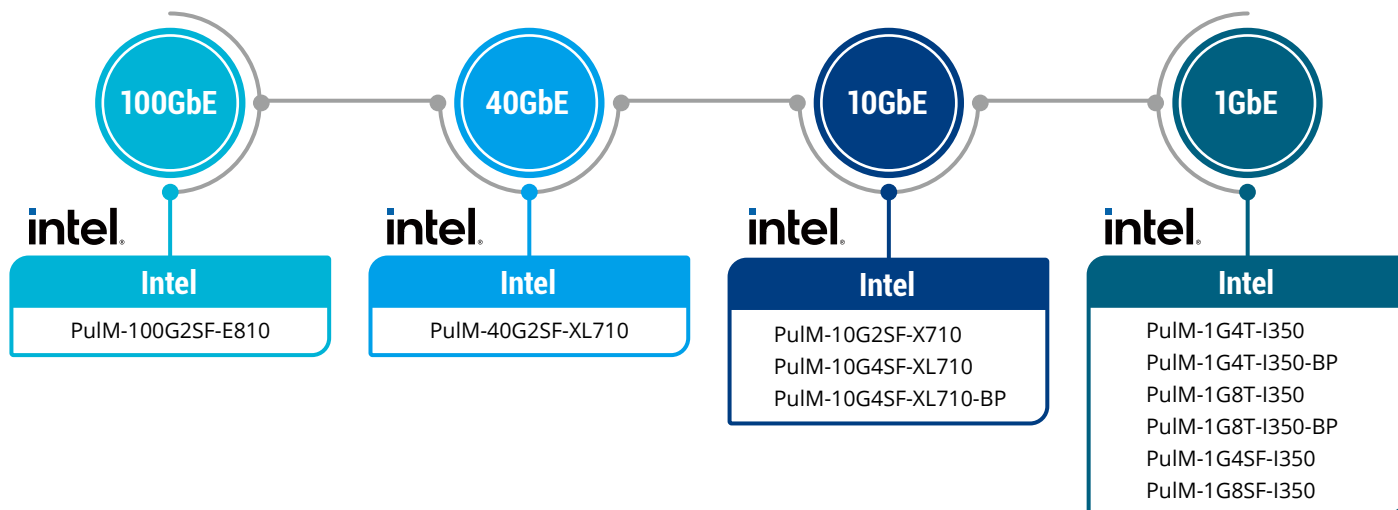 100GbE
40GbE
10GbE
1GbE
intel.
intel.
intel.
intel.
Intel
PulM-100G2SF-E810
Intel
PulM-40G2SF-XL710
Intel
PulM-10G2SF-X710
PulM-10G4SF-XL710
PulM-10G4SF-XL710-BP
Intel
PulM-1G4T-I350
PulM-1G4T-I350-BP
PulM-1G8T-I350
PulM-1G8T-I350-BP
PulM-1G4SF-I350
PulM-1G8SF-I350